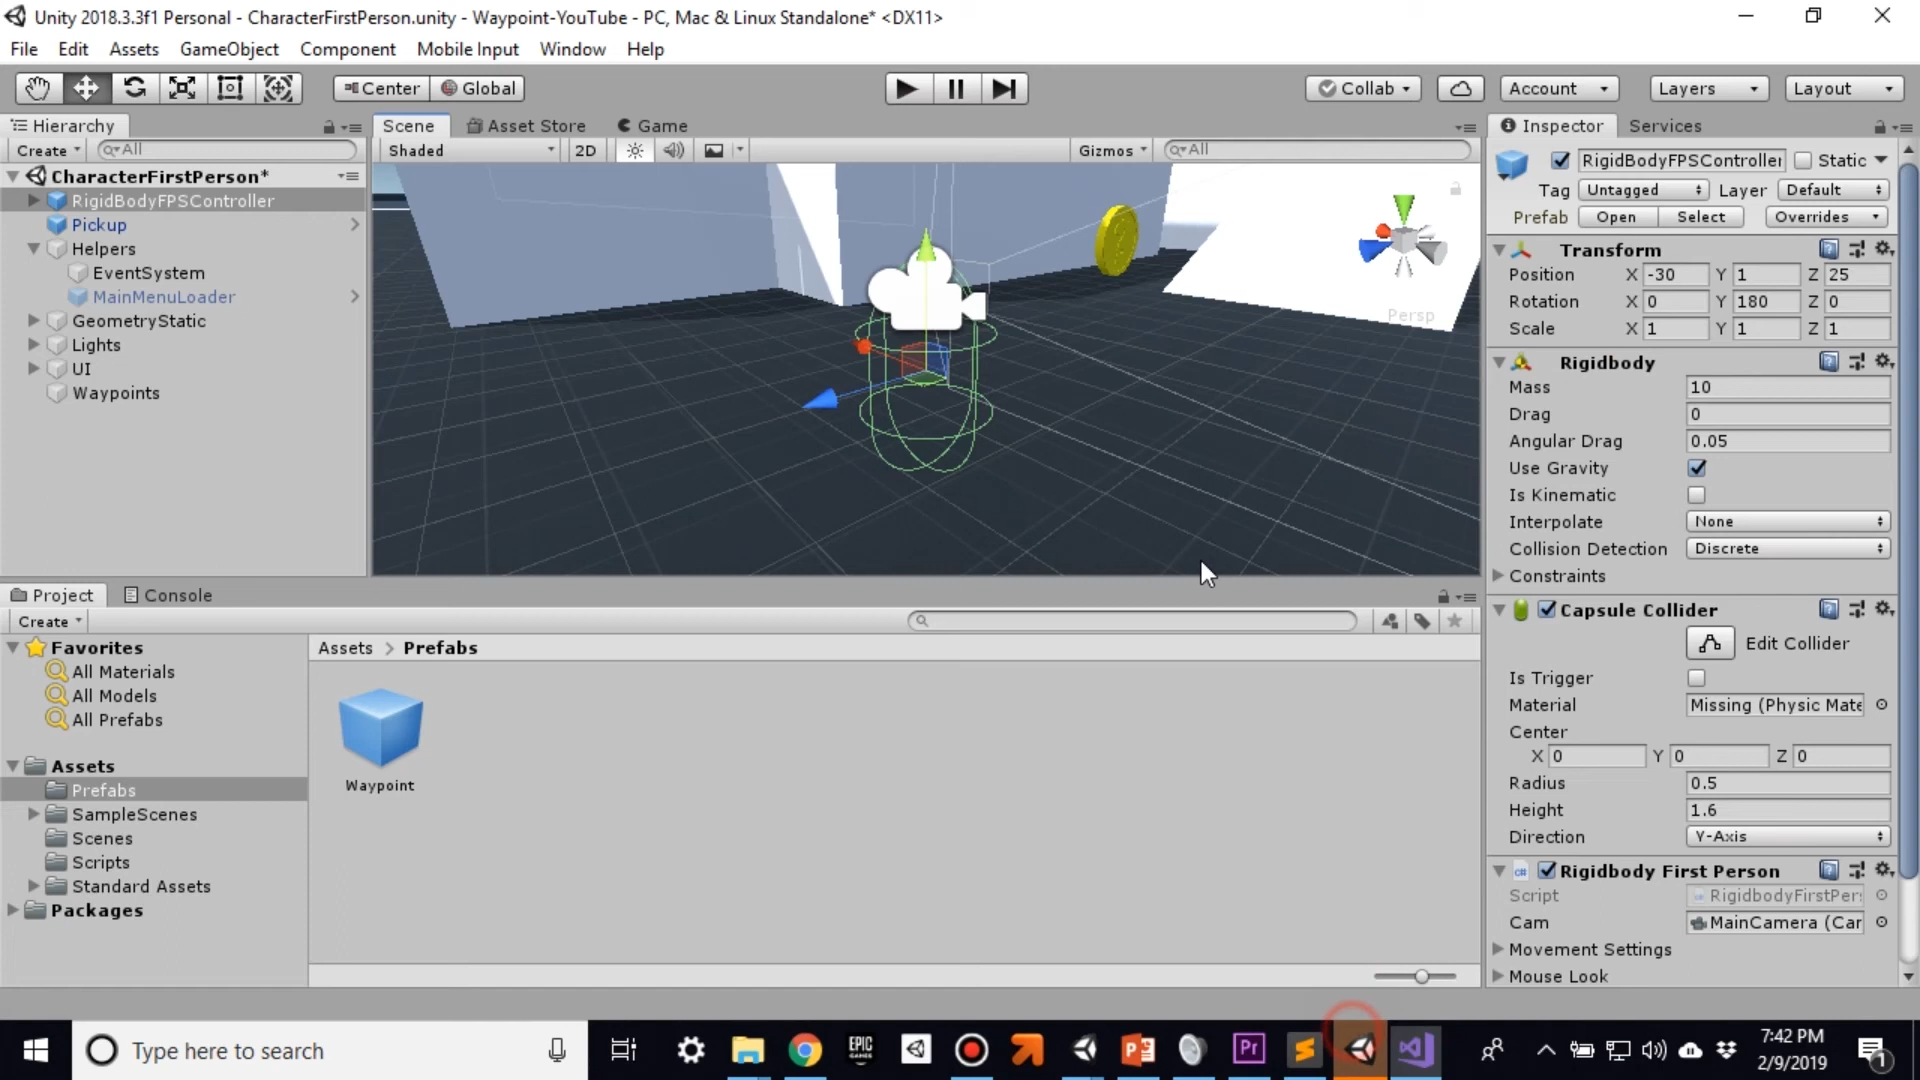 Unity 2018.3.3f1 Personal - CharacterFirstPerson.unity - Waypoint-YouTube - PC, Mac & Linux Standalone* <DX11>
File Edit Assets GameObject Component Mobile Input Window Help
Center Global Collab Account Layers Layout
Hierarchy Scene Asset Store Game Inspector Services
Create All Shaded 2D Gizmos All
CharacterFirstPerson*
RigidBodyFPSController
Pickup
Helpers
EventSystem
MainMenuLoader
GeometryStatic
Lights
UI
Waypoints
Persp
RigidBodyFPSController Static
Tag Untagged Layer Default
Prefab Open Select Overrides
Transform
Position X -30 Y 1 Z 25
Rotation X 0 Y 180 Z 0
Scale X 1 Y 1 Z 1
Rigidbody
Mass 10
Drag 0
Angular Drag 0.05
Use Gravity
Is Kinematic
Interpolate None
Collision Detection Discrete
Constraints
Capsule Collider
Edit Collider
Is Trigger
Material Missing (Physic Mate
Center
X 0 Y 0 Z 0
Radius 0.5
Height 1.6
Direction Y-Axis
Rigidbody First Person
Script RigidbodyFirstPer
Cam MainCamera (Car
Movement Settings
Mouse Look
Project Console
Create
Favorites
All Materials
All Models
All Prefabs
Assets
Prefabs
SampleScenes
Scenes
Scripts
Standard Assets
Packages
Assets > Prefabs
Waypoint
Type here to search
EPIC GAMES
Pr
7:42 PM
2/9/2019
1